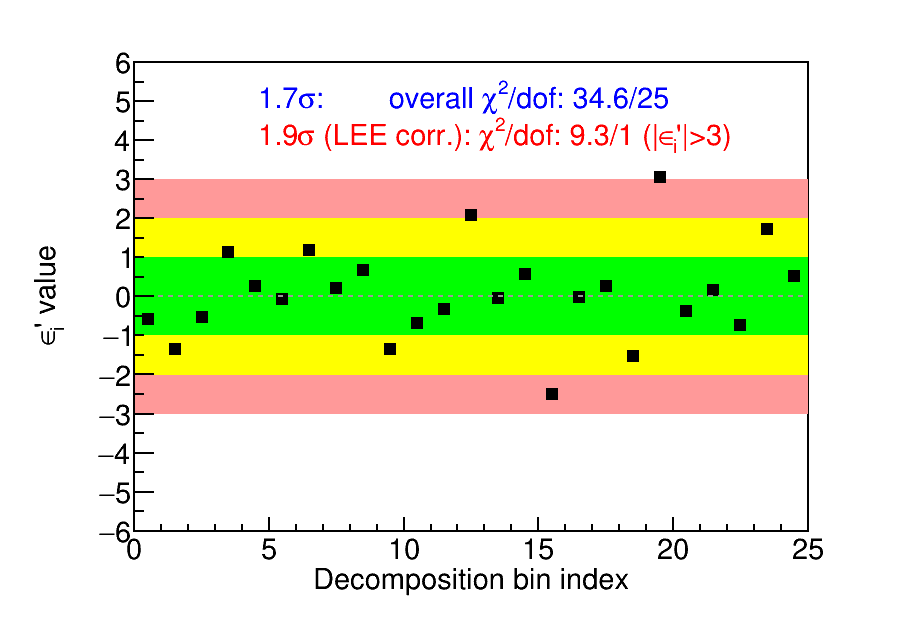 6
5
4
3
2
1
0
−1
−2
−3
−4
−5
−6
ϵi' value
1.7σ: overall χ²/dof: 34.6/25
1.9σ (LEE corr.): χ²/dof: 9.3/1 (|ϵi'|>3)
0 5 10 15 20 25
Decomposition bin index